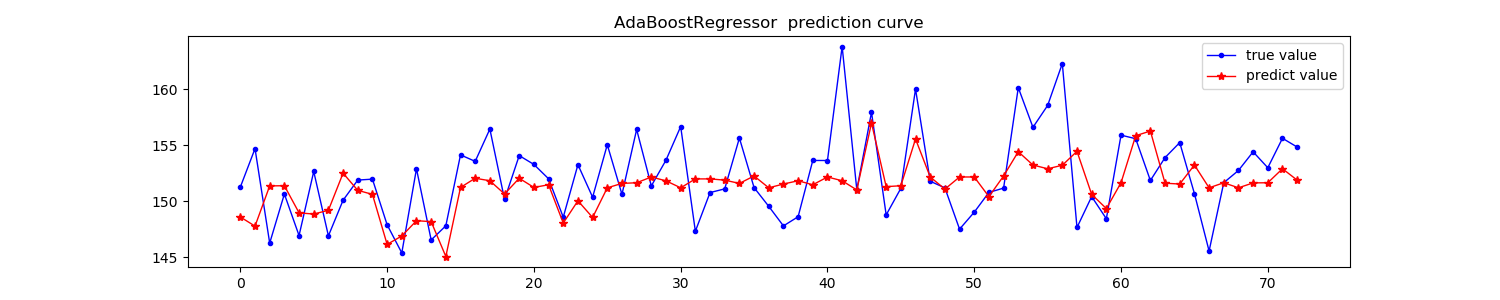 AdaBoostRegressor  prediction curve
true value
predict value
160
155
150
145
0 10 20 30 40 50 60 70